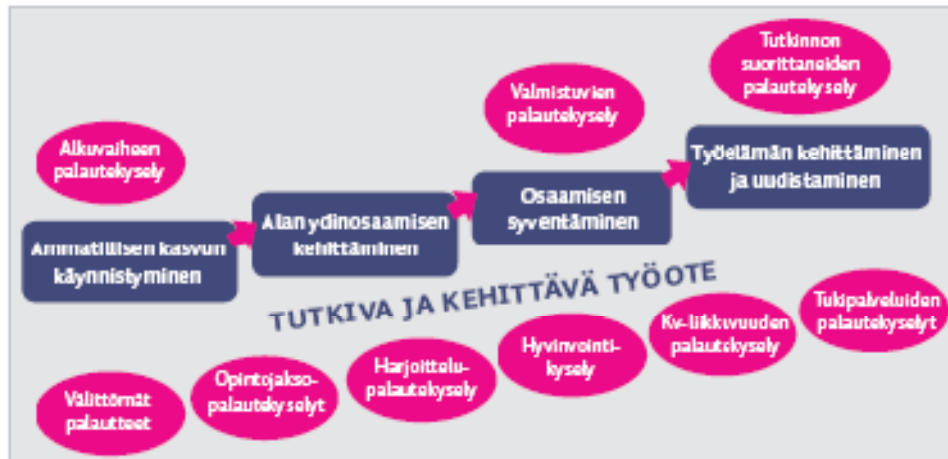 Tutkinnon
suorittaneiden
palautekysely
Valmistuvien
palautekysely
Alkuvaiheen
palautekysely
Työelämän kehittäminen
ja uudistaminen
Osaamisen
syventäminen
Alan ydinosaamisen
kehittäminen
Ammatillisen kasvun
käynnistyminen
TUTKIVA JA KEHITTÄVÄ TYÖOTE
Tukipalveluiden
palautekyselyt
Kv-liikkuvuuden
palautekysely
Hyvinvointi-
kysely
Harjoittelu-
palautekysely
Opintojakso-
palautekyselyt
Välittömät
palautteet